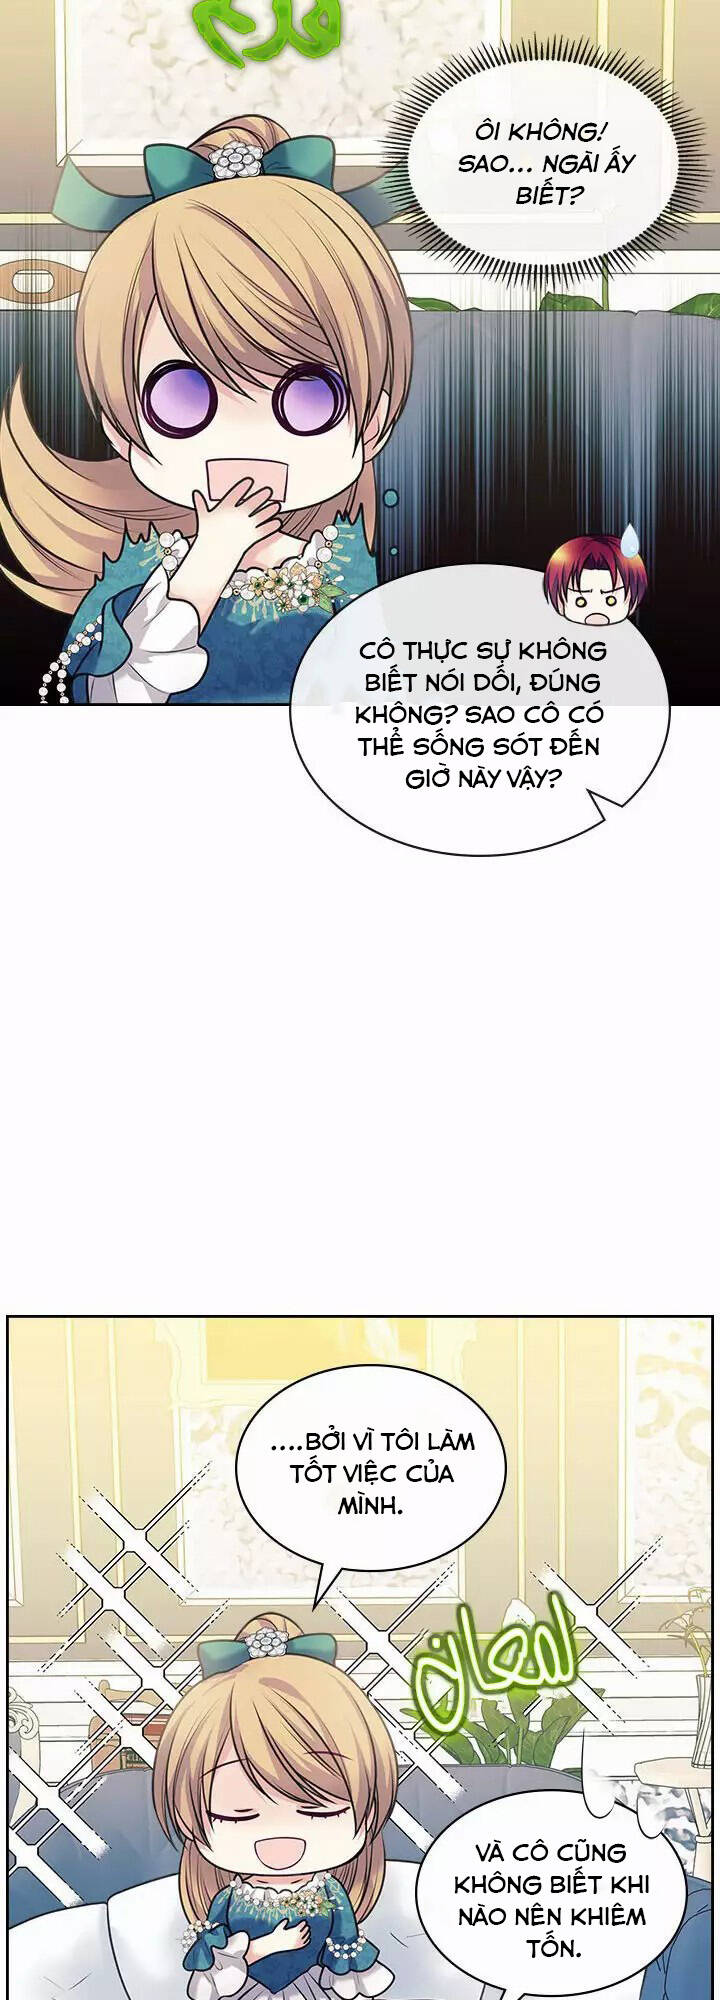 ÔI KHÔNG!
SAO... NGÀI ẤY
BIẾT?
CÔ THỰC SỰ KHÔNG
BIẾT NÓI DỐI, ĐÚNG
KHÔNG? SAO CÔ CÓ
THỂ SỐNG SÓT ĐẾN
GIỜ NÀY VẬY?
....BỞI VÌ TÔI LÀM
TỐT VIỆC CỦA
MÌNH.
لمعان
VÀ CÔ CŨNG
KHÔNG BIẾT KHI
NÀO NÊN KHIÊM
TỐN.